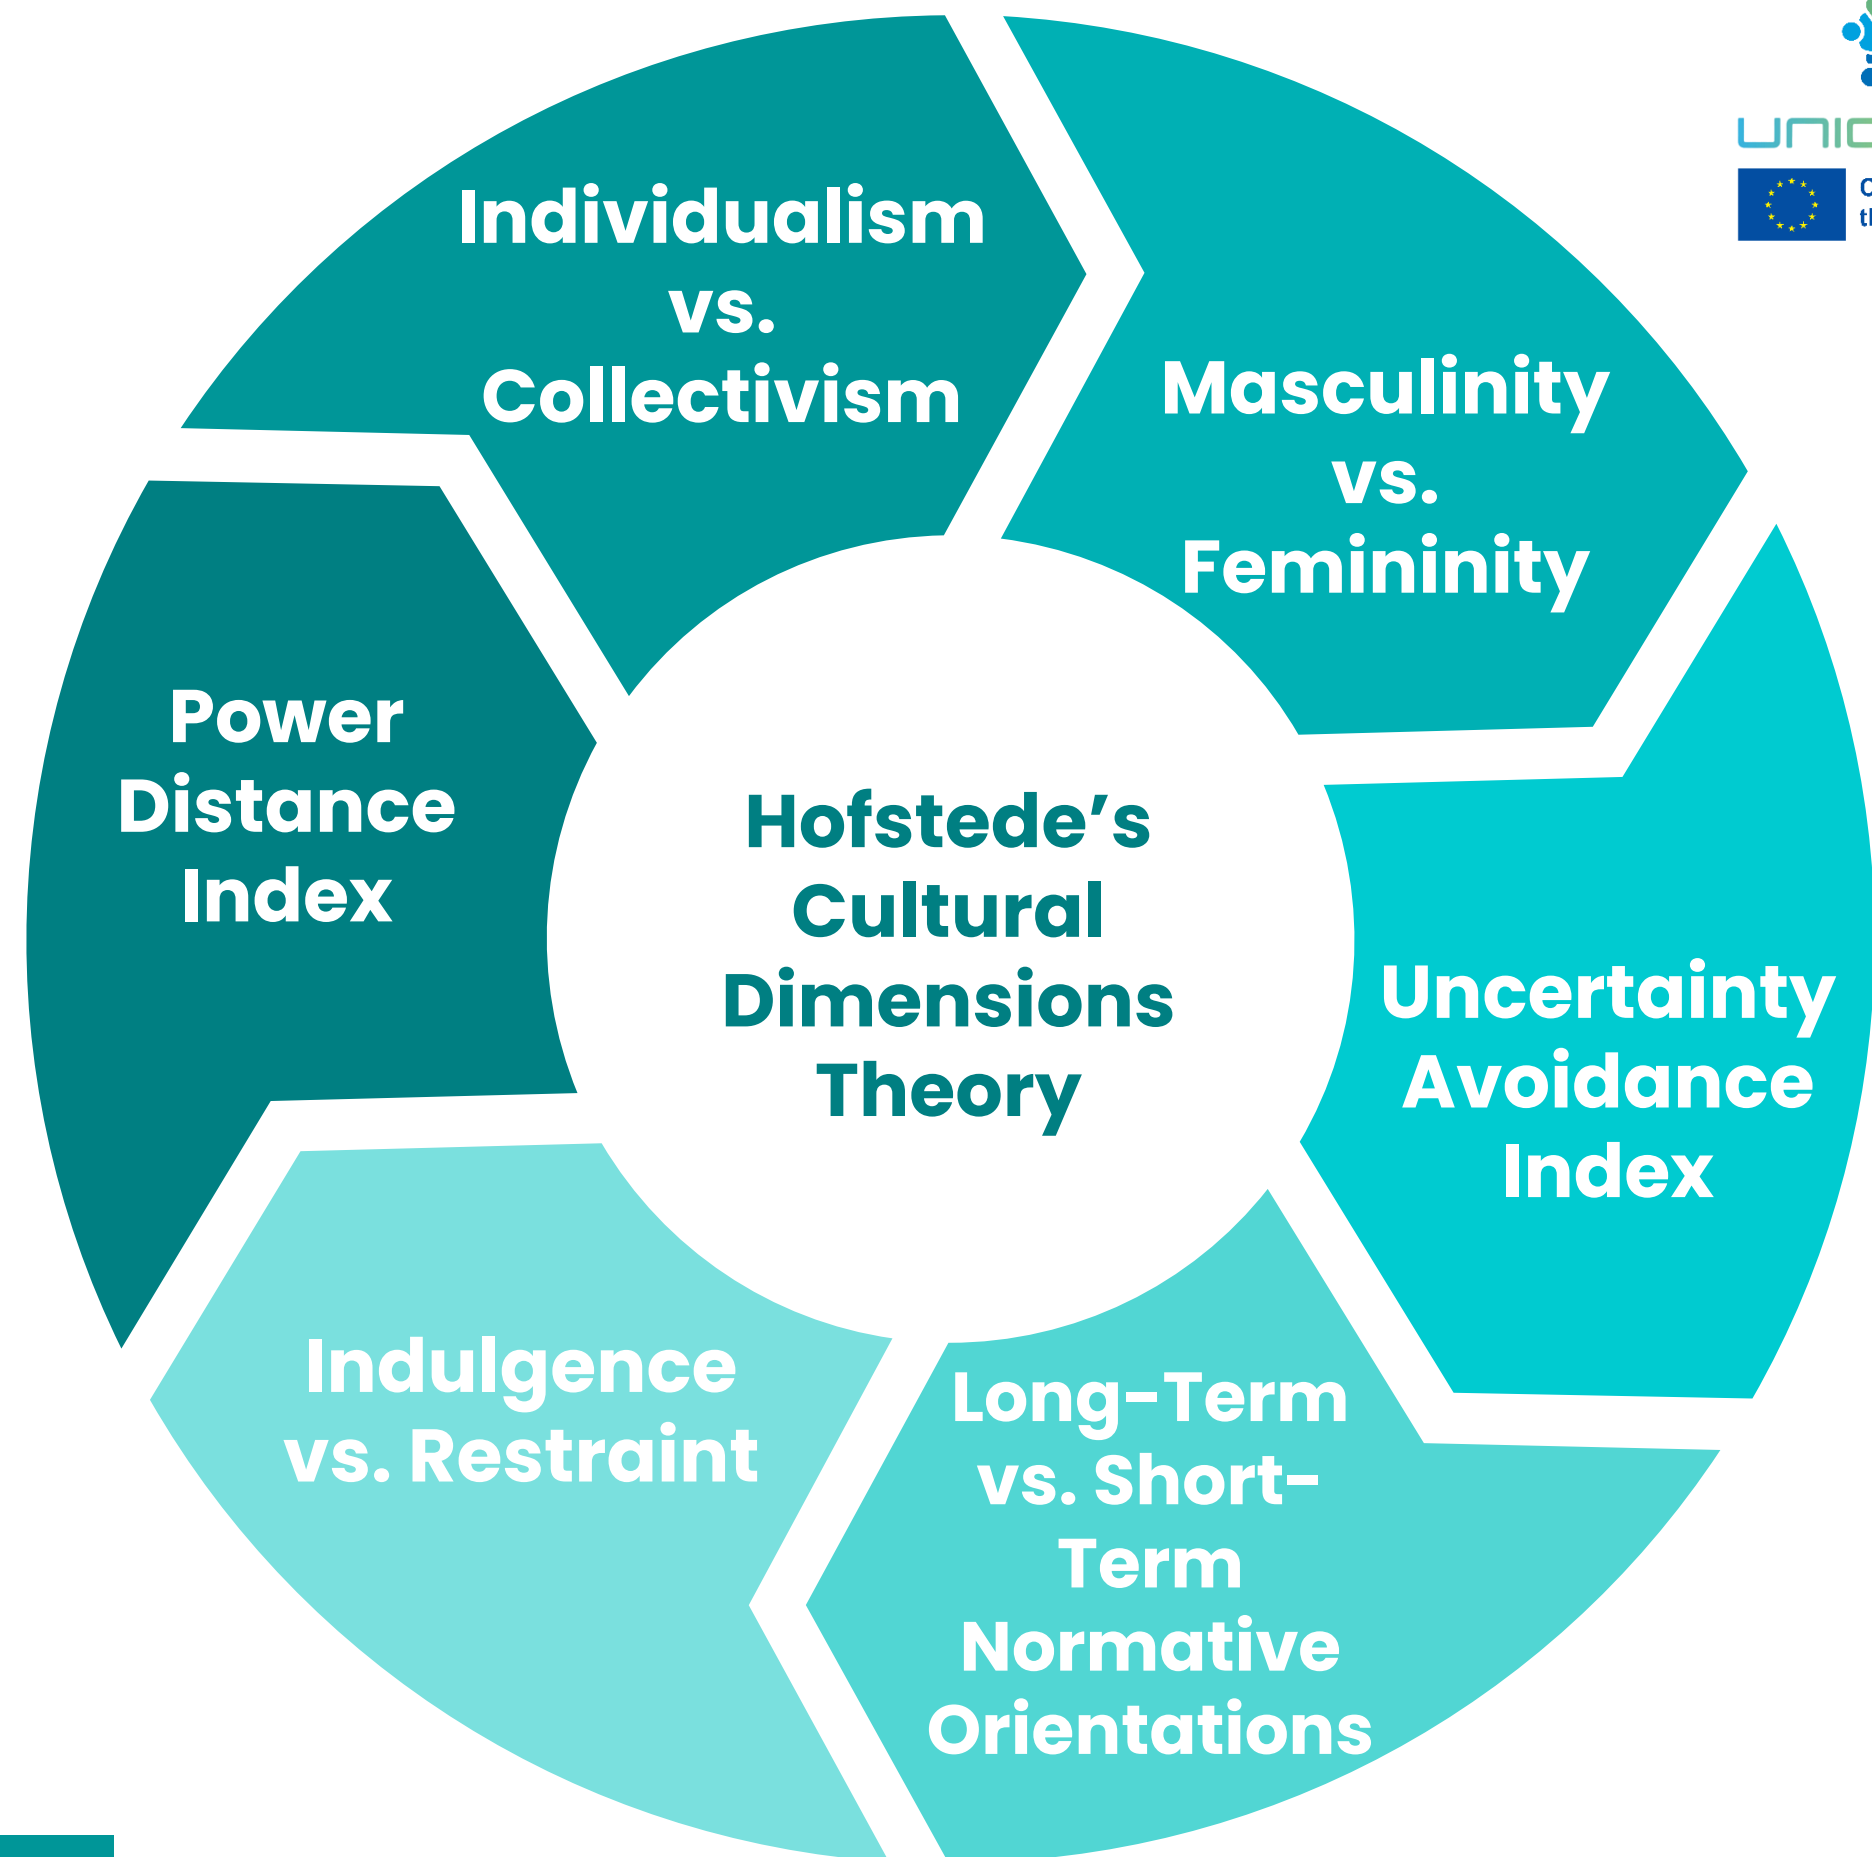 Individualism
vs.
Collectivism
Masculinity
vs.
Femininity
Power
Distance
Index
Hofstede’s
Cultural
Dimensions
Theory
Uncertainty
Avoidance
Index
Indulgence
vs. Restraint
Long-Term
vs. Short-
Term
Normative
Orientations